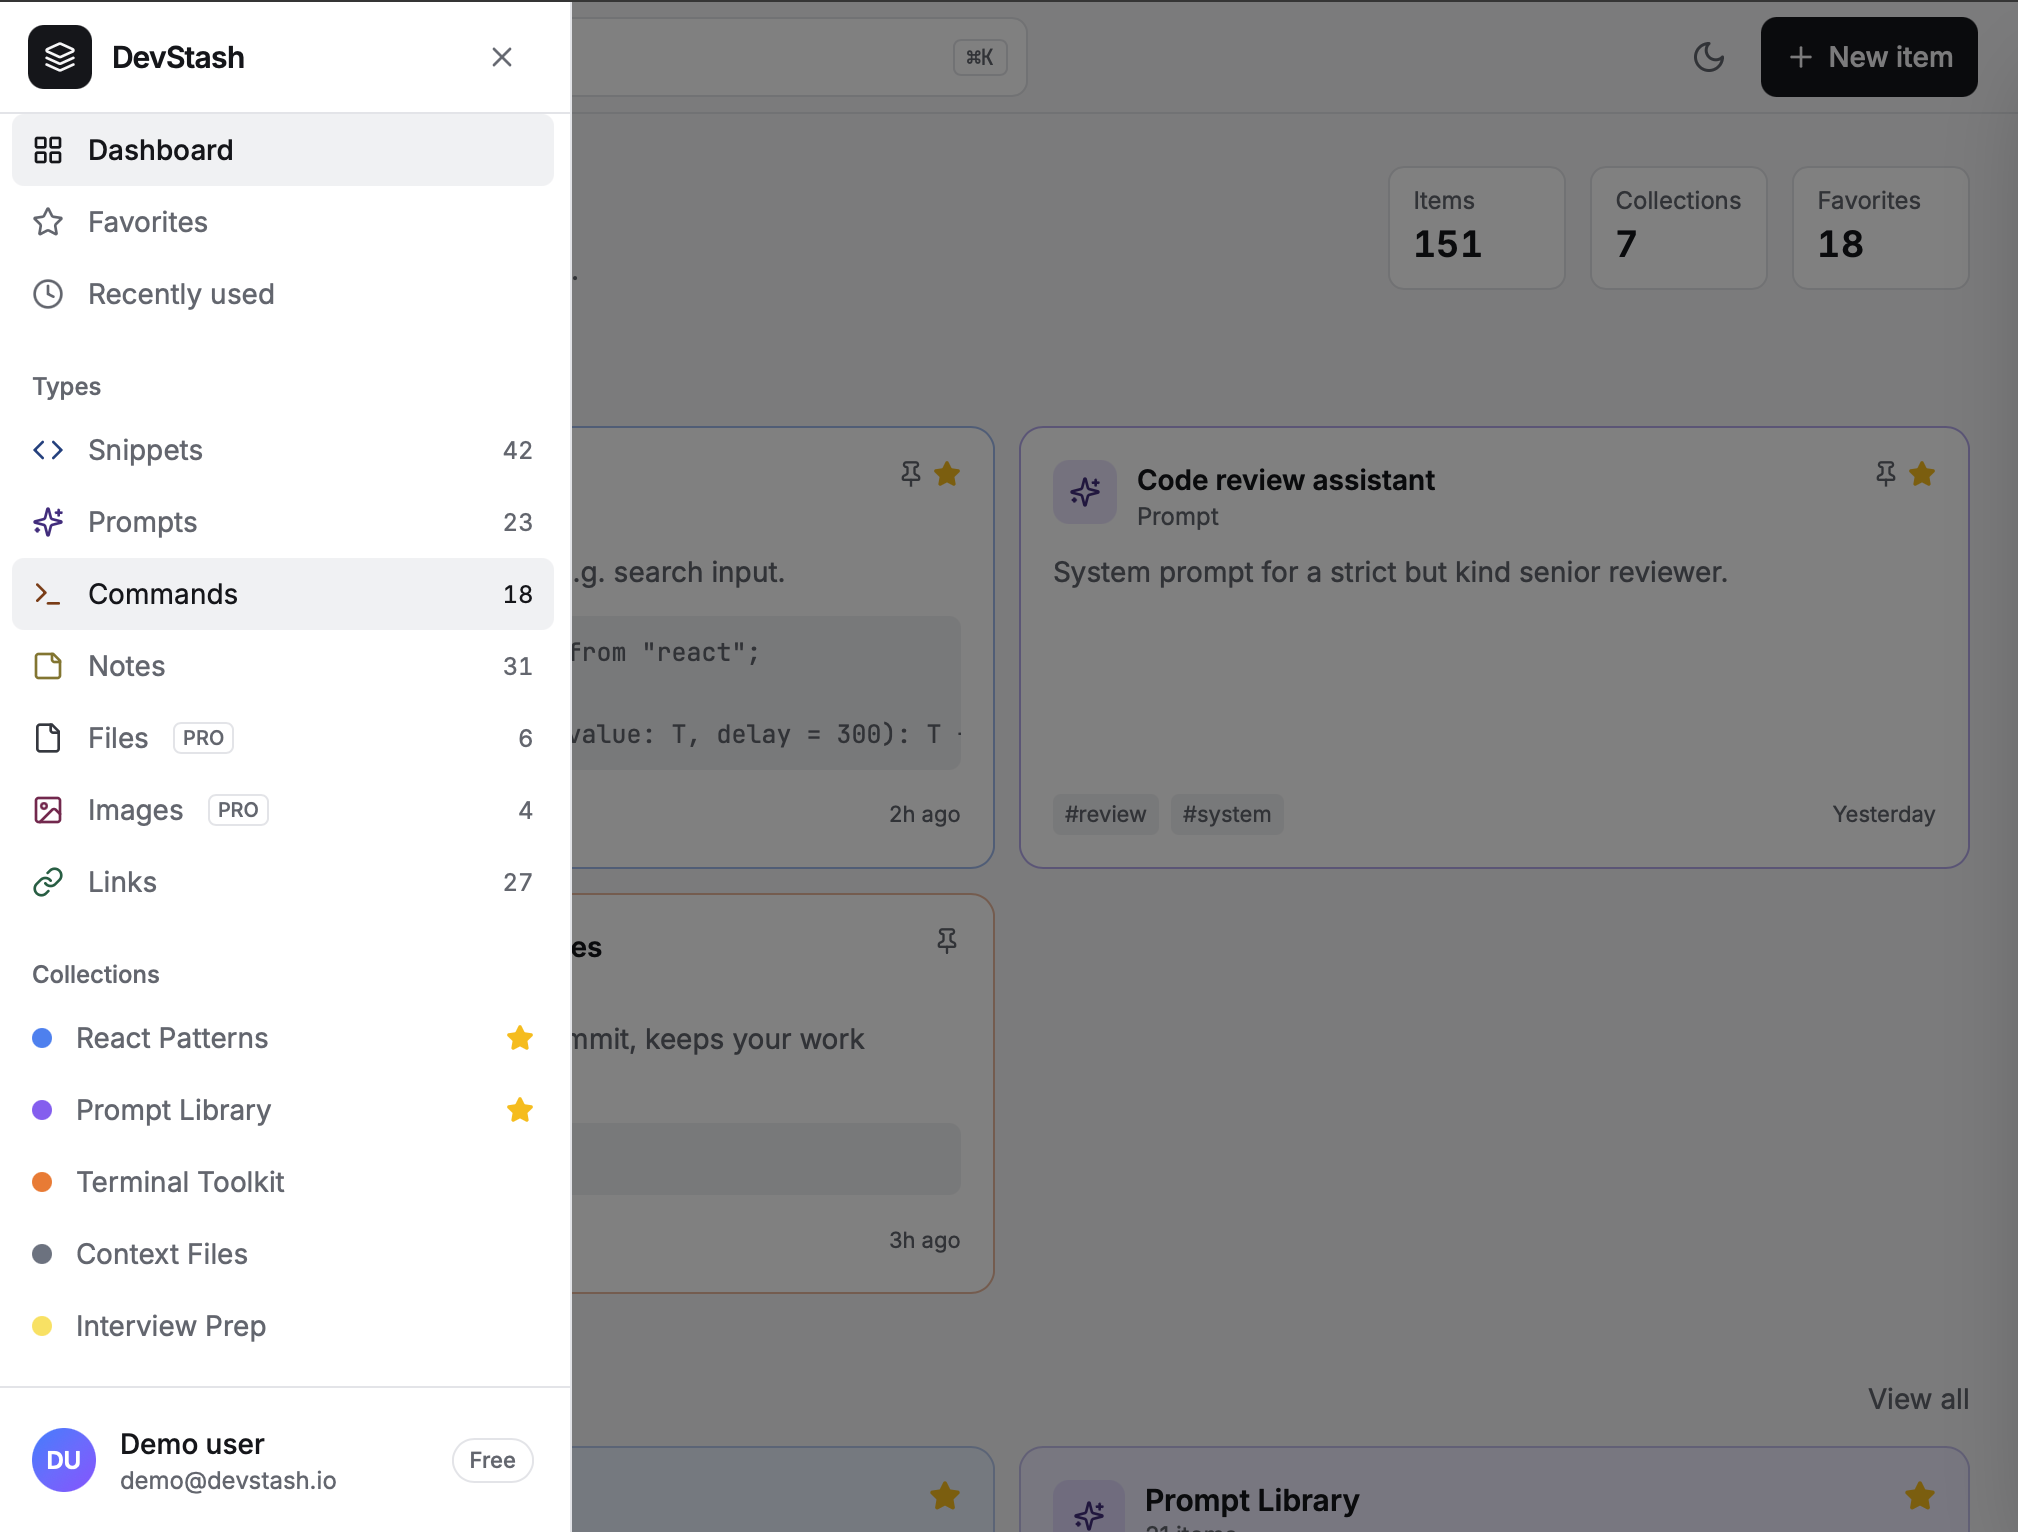 DevStash
Dashboard
Favorites
Recently used
Types
Snippets 42
Prompts 23
Commands 18
Notes 31
Files PRO 6
Images PRO 4
Links 27
Collections
React Patterns
Prompt Library
Terminal Toolkit
Context Files
Interview Prep
DU
Demo user
demo@devstash.io
Free
⌘K
+ New item
Items
151
Collections
7
Favorites
18
.
.g. search input.
from "react";
value: T, delay = 300): T
2h ago
Code review assistant
Prompt
System prompt for a strict but kind senior reviewer.
#review #system
Yesterday
es
mmit, keeps your work
3h ago
View all
Prompt Library